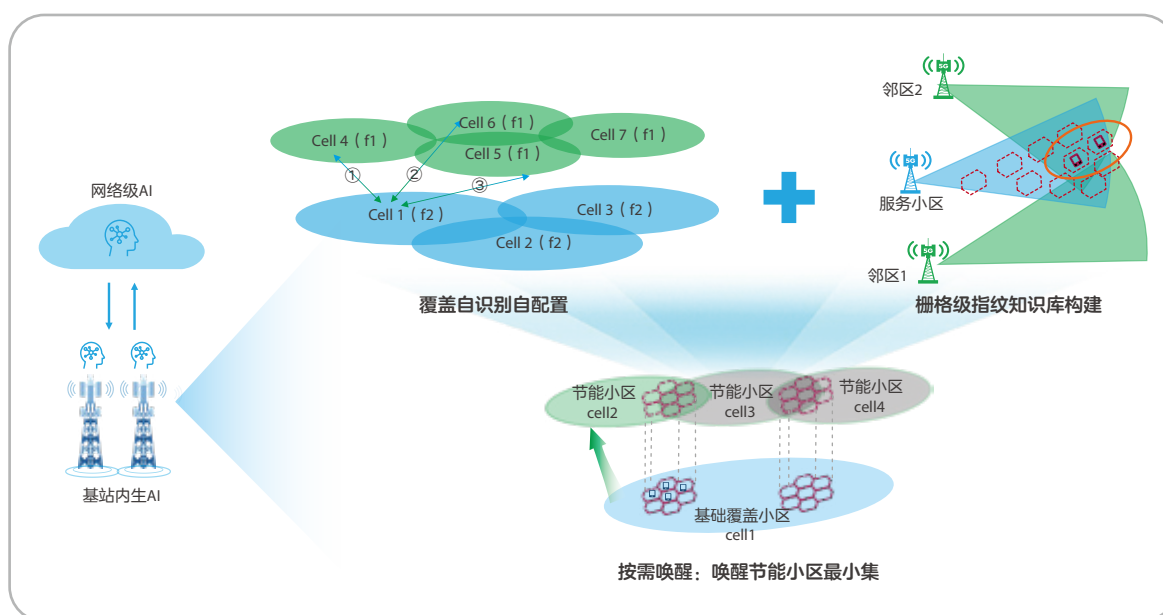 网络级AI
基站内生AI
Cell 4（f1）
Cell 6（f1）
Cell 5（f1）
Cell 7（f1）
①
②
③
Cell 1（f2）
Cell 3（f2）
Cell 2（f2）
覆盖自识别自配置
5G
邻区2
5G
服务小区
5G
邻区1
栅格级指纹知识库构建
节能小区
cell2
节能小区
cell3
节能小区
cell4
基础覆盖小区
cell1
按需唤醒：唤醒节能小区最小集